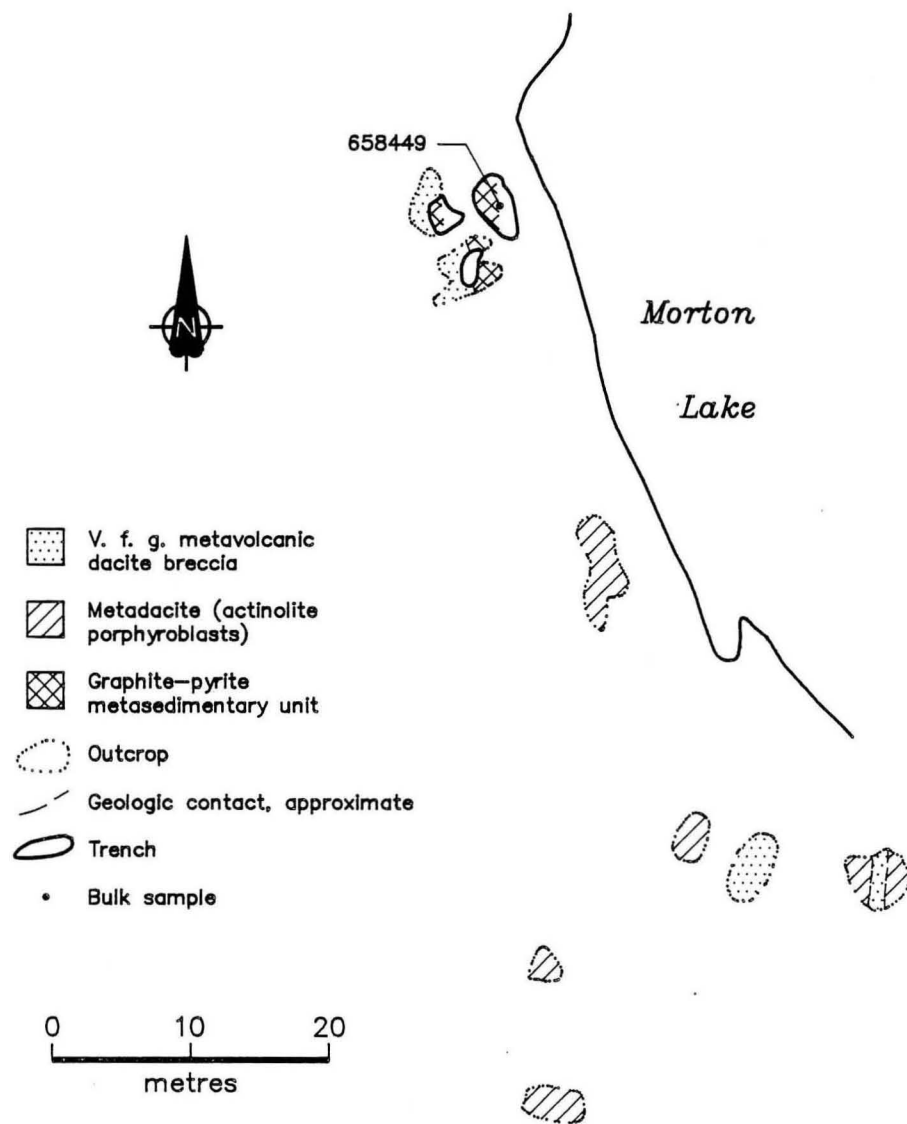 658449
N
Morton
Lake
V. f. g. metavolcanic
dacite breccia
Metadacite (actinolite
porphyroblasts)
Graphite–pyrite
metasedimentary unit
Outcrop
Geologic contact, approximate
Trench
Bulk sample
0 10 20
metres